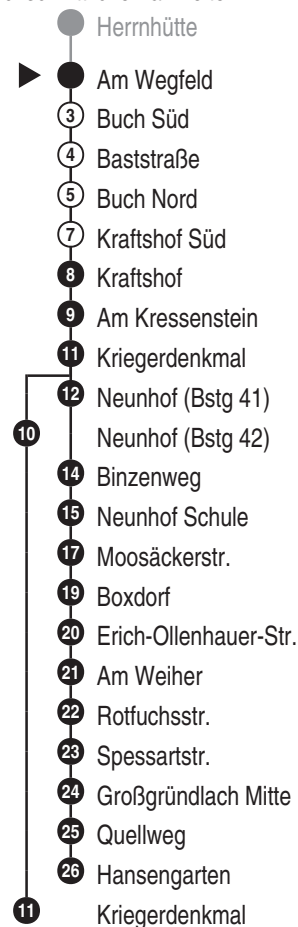 Herrnhütte
Am Wegfeld
3 Buch Süd
4 Baststraße
5 Buch Nord
7 Kraftshof Süd
8 Kraftshof
9 Am Kressenstein
11 Kriegerdenkmal
12 Neunhof (Bstg 41)
10 Neunhof (Bstg 42)
14 Binzenweg
15 Neunhof Schule
17 Moosäckerstr.
19 Boxdorf
20 Erich-Ollenhauer-Str.
21 Am Weiher
22 Rotfuchsstr.
23 Spessartstr.
24 Großgründlach Mitte
25 Quellweg
26 Hansengarten
11 Kriegerdenkmal